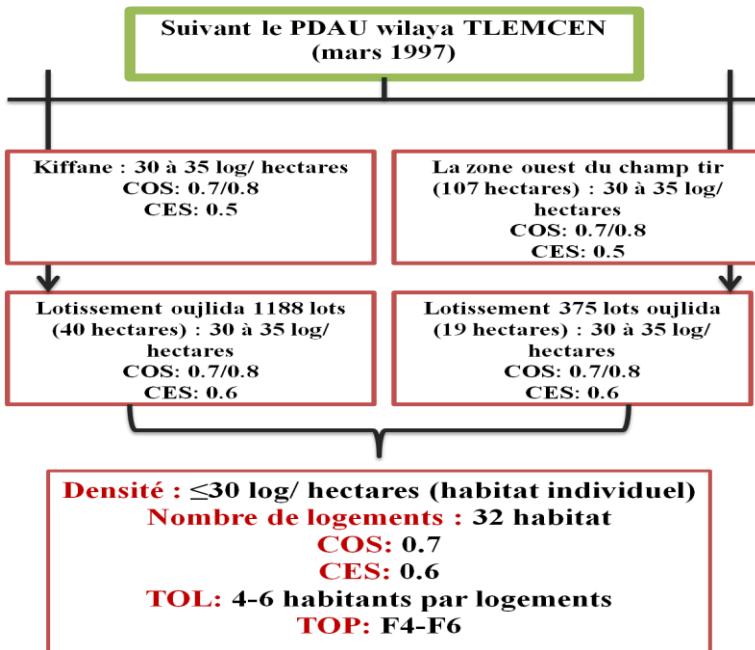 Suivant le PDAU wilaya TLEMCEN
(mars 1997)
Kiffane : 30 à 35 log/ hectares
COS: 0.7/0.8
CES: 0.5
La zone ouest du champ tir
(107 hectares) : 30 à 35 log/
hectares
COS: 0.7/0.8
CES: 0.5
Lotissement oujlida 1188 lots
(40 hectares) : 30 à 35 log/
hectares
COS: 0.7/0.8
CES: 0.6
Lotissement 375 lots oujlida
(19 hectares) : 30 à 35 log/
hectares
COS: 0.7/0.8
CES: 0.6
Densité : ≤30 log/ hectares (habitat individuel)
Nombre de logements : 32 habitat
COS: 0.7
CES: 0.6
TOL: 4-6 habitants par logements
TOP: F4-F6